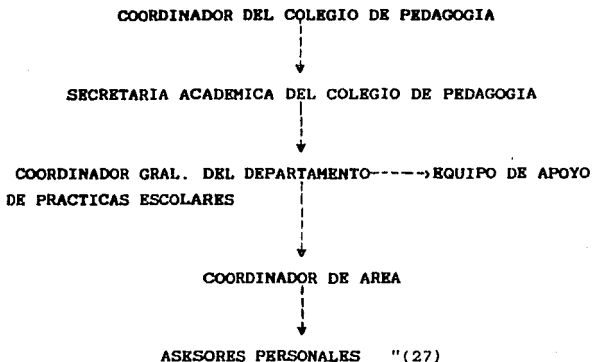 COORDINADOR DEL COLEGIO DE PEDAGOGIA
SECRETARIA ACADEMICA DEL COLEGIO DE PEDAGOGIA
COORDINADOR GRAL. DEL DEPARTAMENTO-----›EQUIPO DE APOYO
DE PRACTICAS ESCOLARES
COORDINADOR DE AREA
ASESORES PERSONALES "(27)